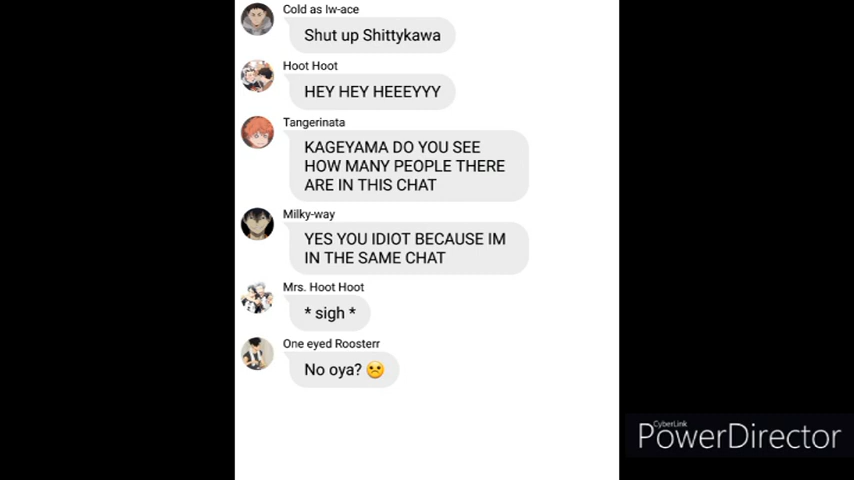 Cold as Iw-ace
Shut up Shittykawa
Hoot Hoot
HEY HEY HEEEYYY
Tangerinata
KAGEYAMA DO YOU SEE
HOW MANY PEOPLE THERE
ARE IN THIS CHAT
Milky-way
YES YOU IDIOT BECAUSE IM
IN THE SAME CHAT
Mrs. Hoot Hoot
* sigh *
One eyed Roosterr
No oya? ☹️
CyberLink
PowerDirector